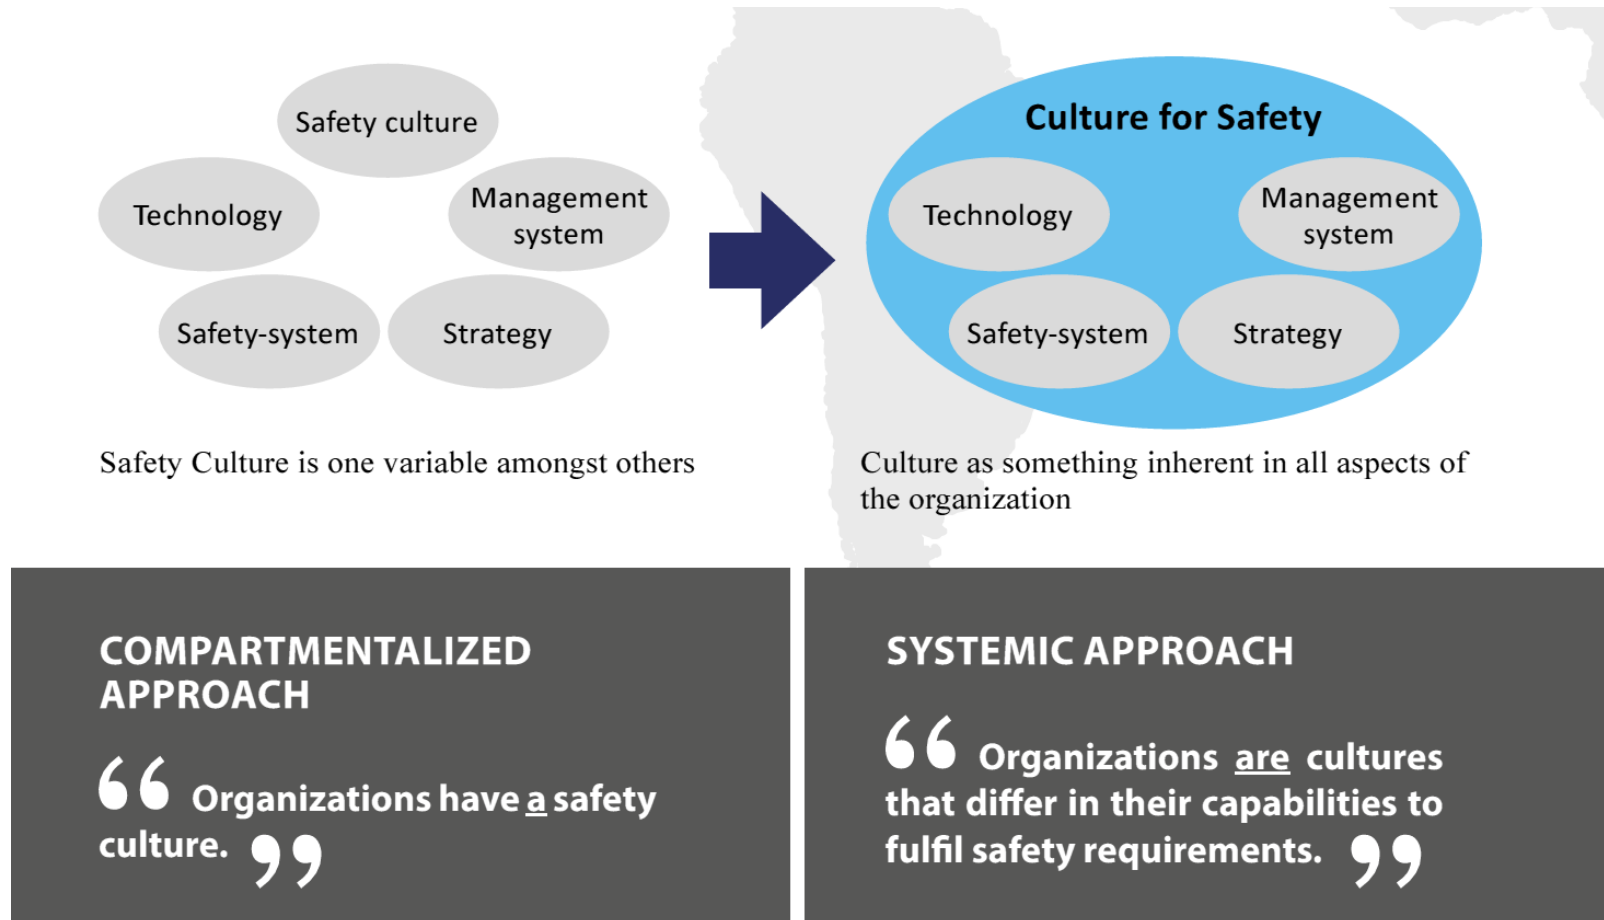 Safety culture
Technology
Management
system
Safety-system
Strategy
Safety Culture is one variable amongst others
Culture for Safety
Technology
Management
system
Safety-system
Strategy
Culture as something inherent in all aspects of
the organization
COMPARTMENTALIZED
APPROACH
“ Organizations have a safety
culture. ”
SYSTEMIC APPROACH
“ Organizations are cultures
that differ in their capabilities to
fulfil safety requirements. ”